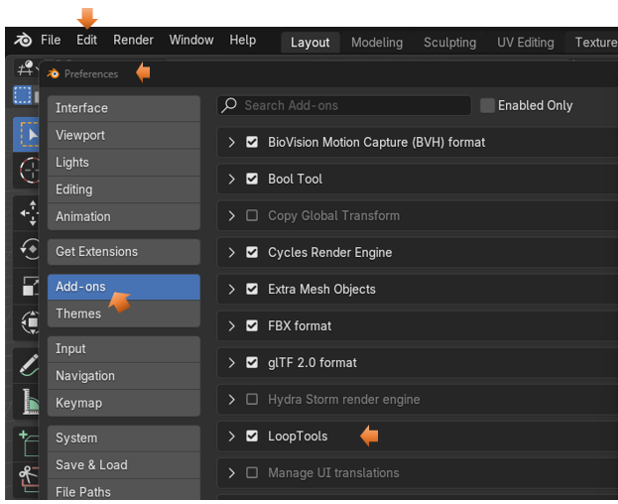 File Edit Render Window Help Layout Modeling Sculpting UV Editing Texture
Preferences
Interface
Viewport
Lights
Editing
Animation
Get Extensions
Add-ons
Themes
Input
Navigation
Keymap
System
Save & Load
File Paths
Search Add-ons Enabled Only
BioVision Motion Capture (BVH) format
Bool Tool
Copy Global Transform
Cycles Render Engine
Extra Mesh Objects
FBX format
glTF 2.0 format
Hydra Storm render engine
LoopTools
Manage UI translations